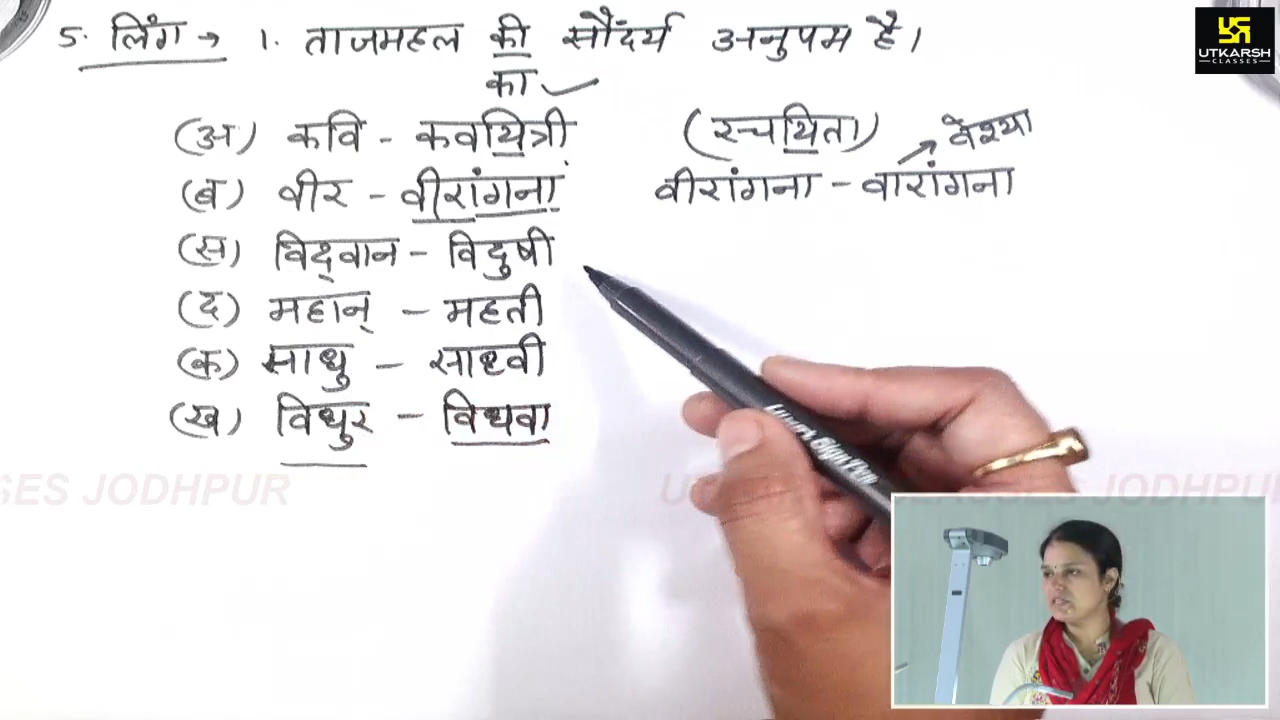 5. लिंग → 1. ताजमहल की सौंदर्य अनुपम है।
का ✓
(अ) कवि - कवयित्री (रचयिता)
वेश्या
(ब) वीर - वीरांगना वीरांगना - वारांगना
(स) विद्वान - विदुषी
(द) महान् - महती
(क) साधु - साध्वी
(ख) विधुर - विधवा
UTKARSH
CLASSES
SES JODHPUR